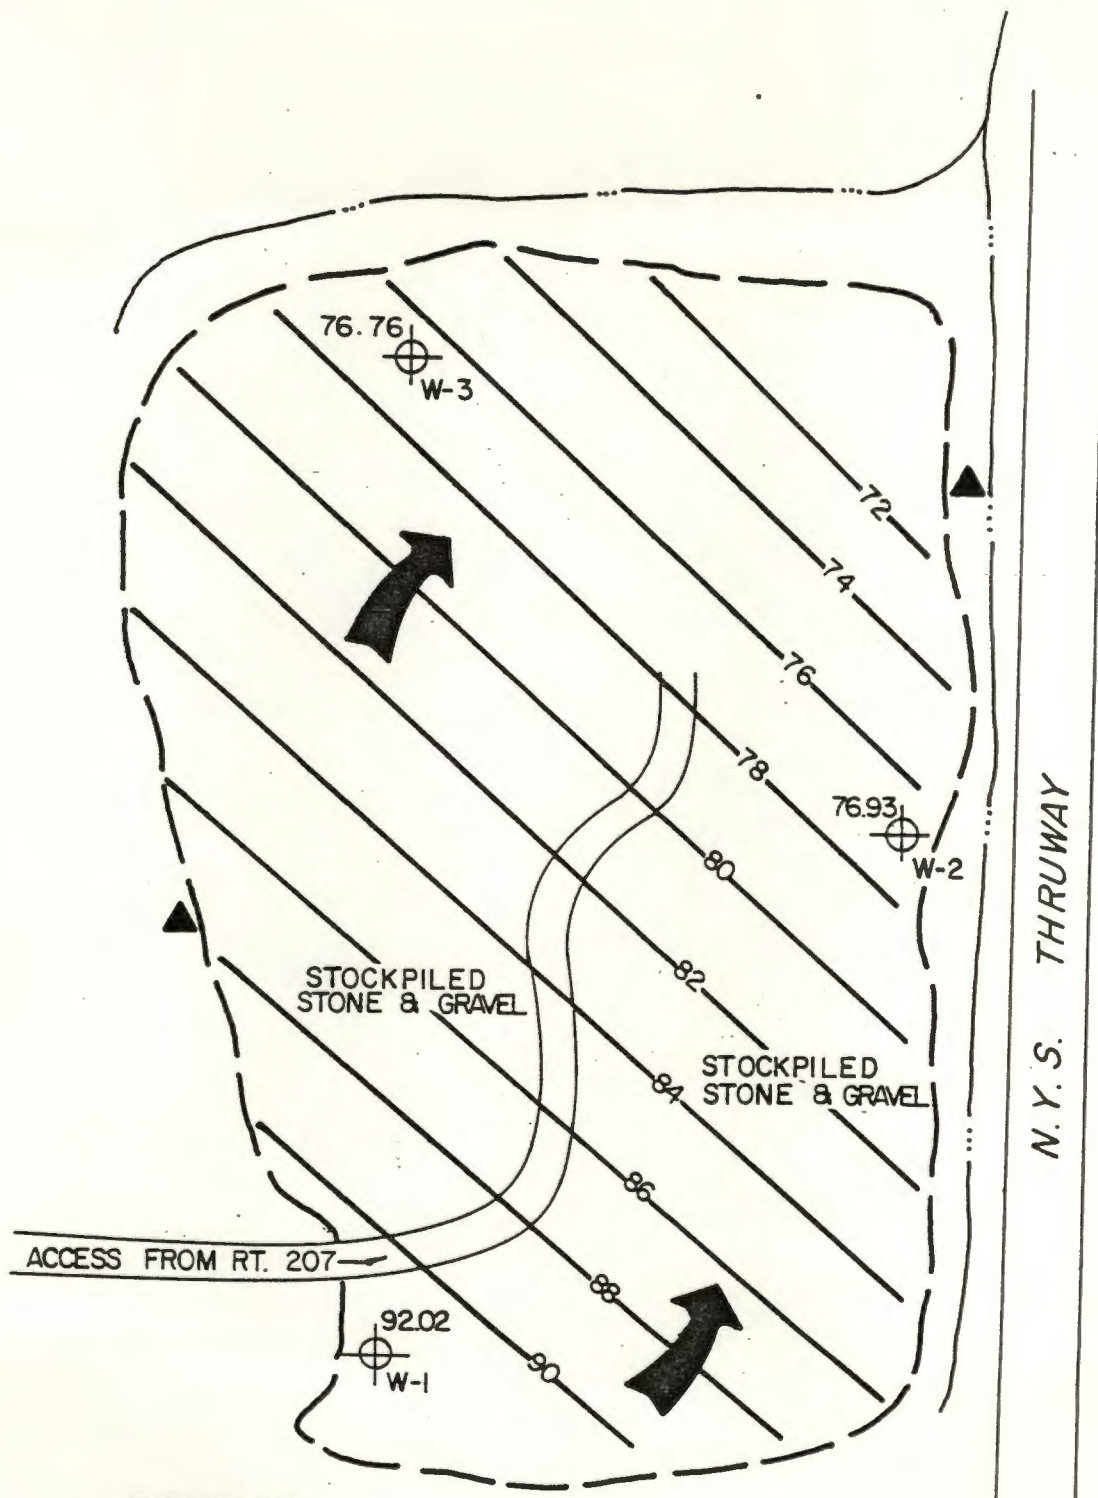 76.76
W-3
72
74
76
78
76.93
W-2
80
82
STOCKPILED
STONE & GRAVEL
STOCKPILED
STONE & GRAVEL
84
86
N.Y.S. THRUWAY
ACCESS FROM RT. 207
88
92.02
W-1
90